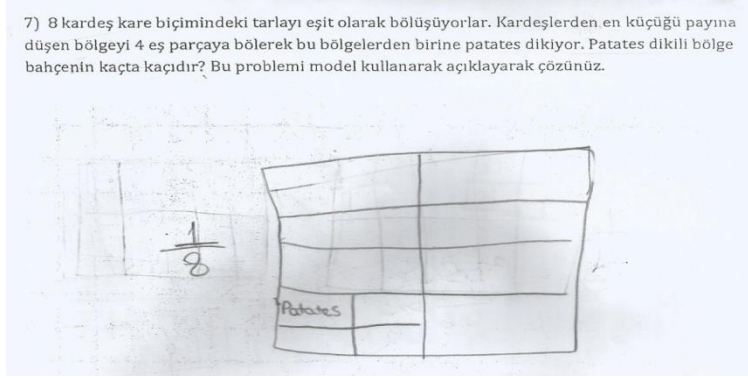 7) 8 kardeş kare biçimindeki tarlayı eşit olarak bölüşüyorlar. Kardeşlerden en küçüğü payına
düşen bölgeyi 4 eş parçaya bölerek bu bölgelerden birine patates dikiyor. Patates dikili bölge
bahçenin kaçta kaçıdır? Bu problemi model kullanarak açıklayarak çözünüz.
1
8
Patates